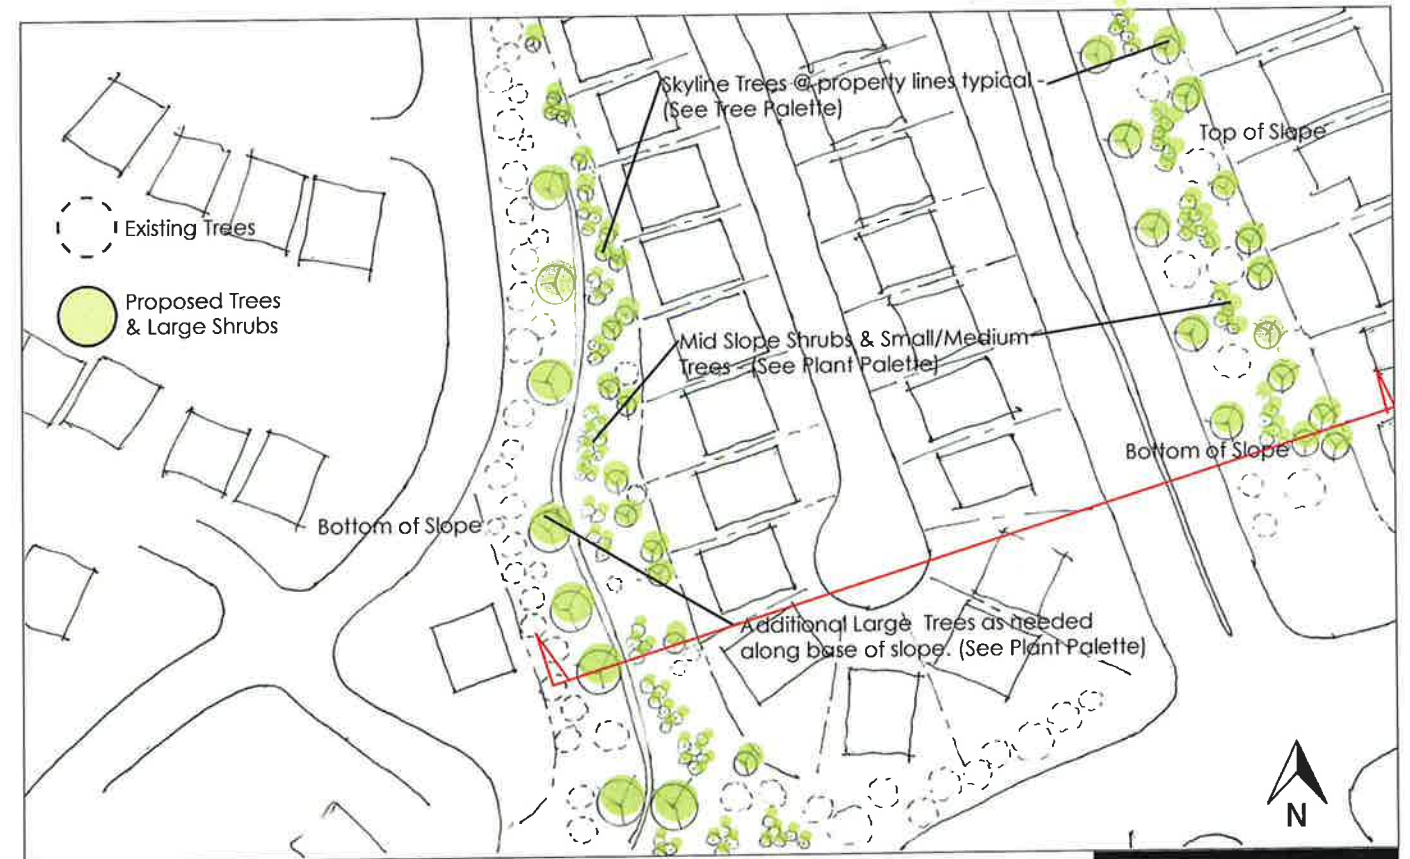 Skyline Trees @ property lines typical -
(See Tree Palette)
Top of Slope
Existing Trees
Proposed Trees
& Large Shrubs
Mid Slope Shrubs & Small/Medium
Trees - (See Plant Palette)
Bottom of Slope
Bottom of Slope
Additional Large Trees as needed
along base of slope. (See Plant Palette)
N